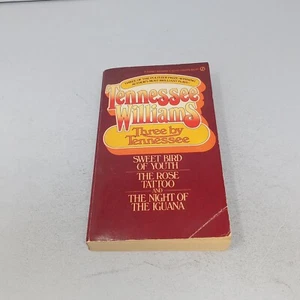 Tennessee
Williams
Three by
Tennessee
SWEET BIRD
OF YOUTH
THE ROSE
TATTOO
AND
THE NIGHT OF
THE IGUANA